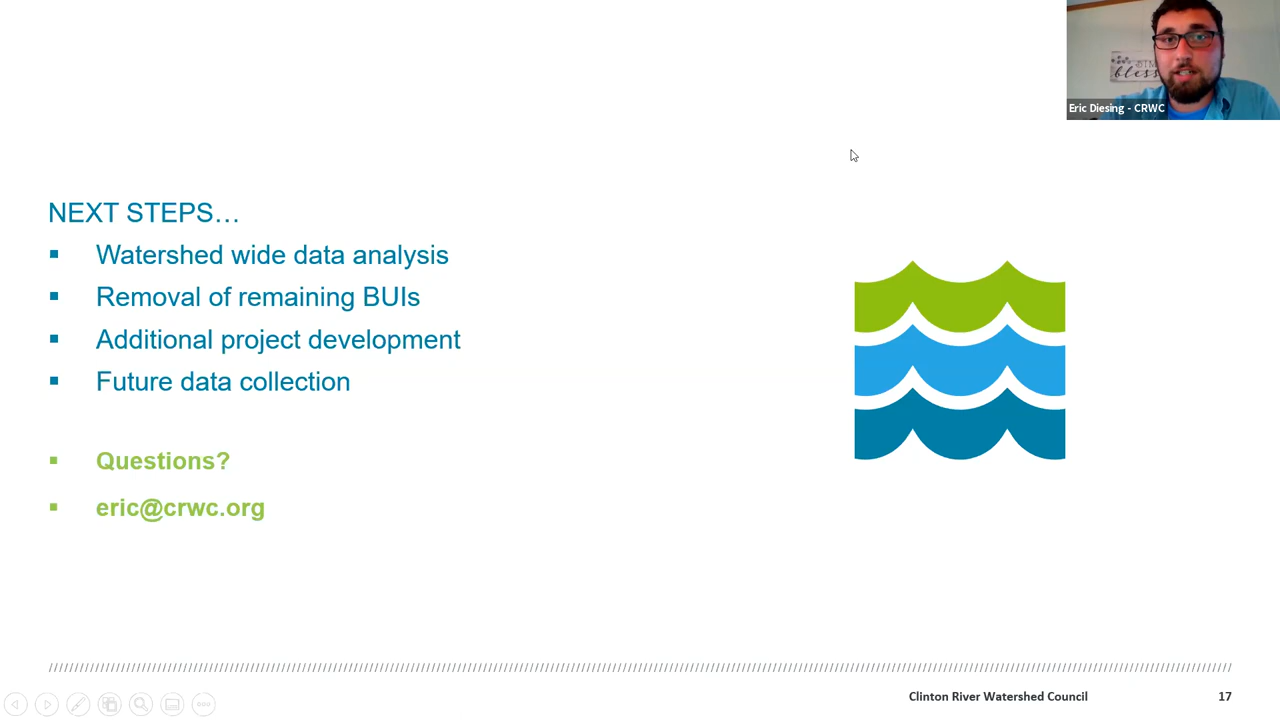 Eric Diesing - CRWC
NEXT STEPS…
▪ Watershed wide data analysis
▪ Removal of remaining BUIs
▪ Additional project development
▪ Future data collection
▪ Questions?
▪ eric@crwc.org
Clinton River Watershed Council 17